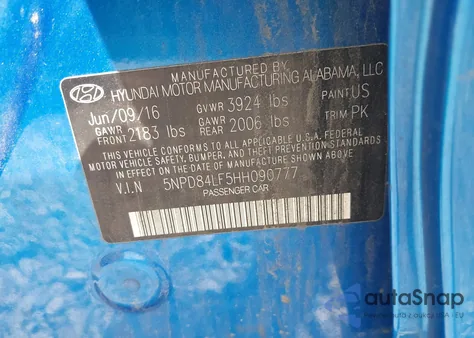 MANUFACTURED BY
HYUNDAI MOTOR MANUFACTURING ALABAMA, LLC
Jun/09/16 GVWR 3924 lbs PAINT US
GAWR FRONT 2183 lbs GAWR REAR 2006 lbs TRIM PK
THIS VEHICLE CONFORMS TO ALL APPLICABLE U.S.A. FEDERAL
MOTOR VEHICLE SAFETY, BUMPER, AND THEFT PREVENTION STANDARDS
IN EFFECT ON THE DATE OF MANUFACTURE SHOWN ABOVE.
V.I.N 5NPD84LF5HH090777
PASSENGER CAR
autoSnap